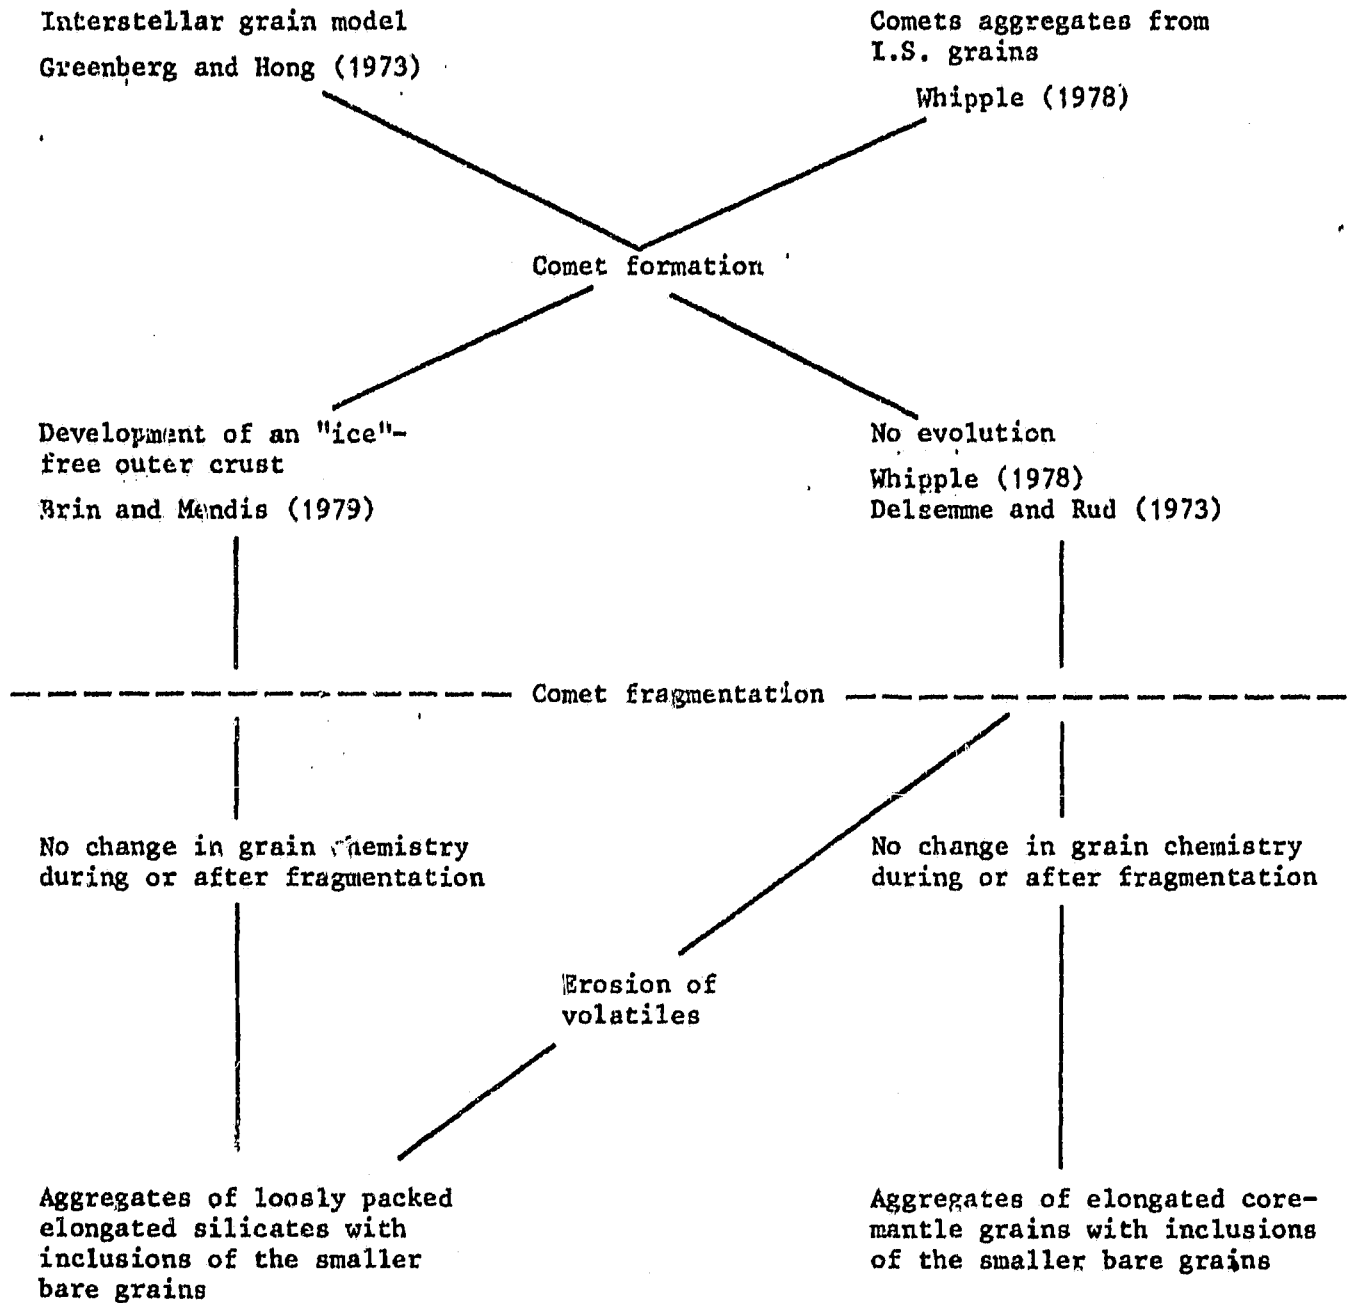 Interstellar grain model
Greenberg and Hong (1973)
Comets aggregates from
I.S. grains
Whipple (1978)
Comet formation
Development of an "ice"-
free outer crust
Brin and Mendis (1979)
No evolution
Whipple (1978)
Delsemme and Rud (1973)
Comet fragmentation
No change in grain chemistry
during or after fragmentation
No change in grain chemistry
during or after fragmentation
Erosion of
volatiles
Aggregates of loosly packed
elongated silicates with
inclusions of the smaller
bare grains
Aggregates of elongated core-
mantle grains with inclusions
of the smaller bare grains